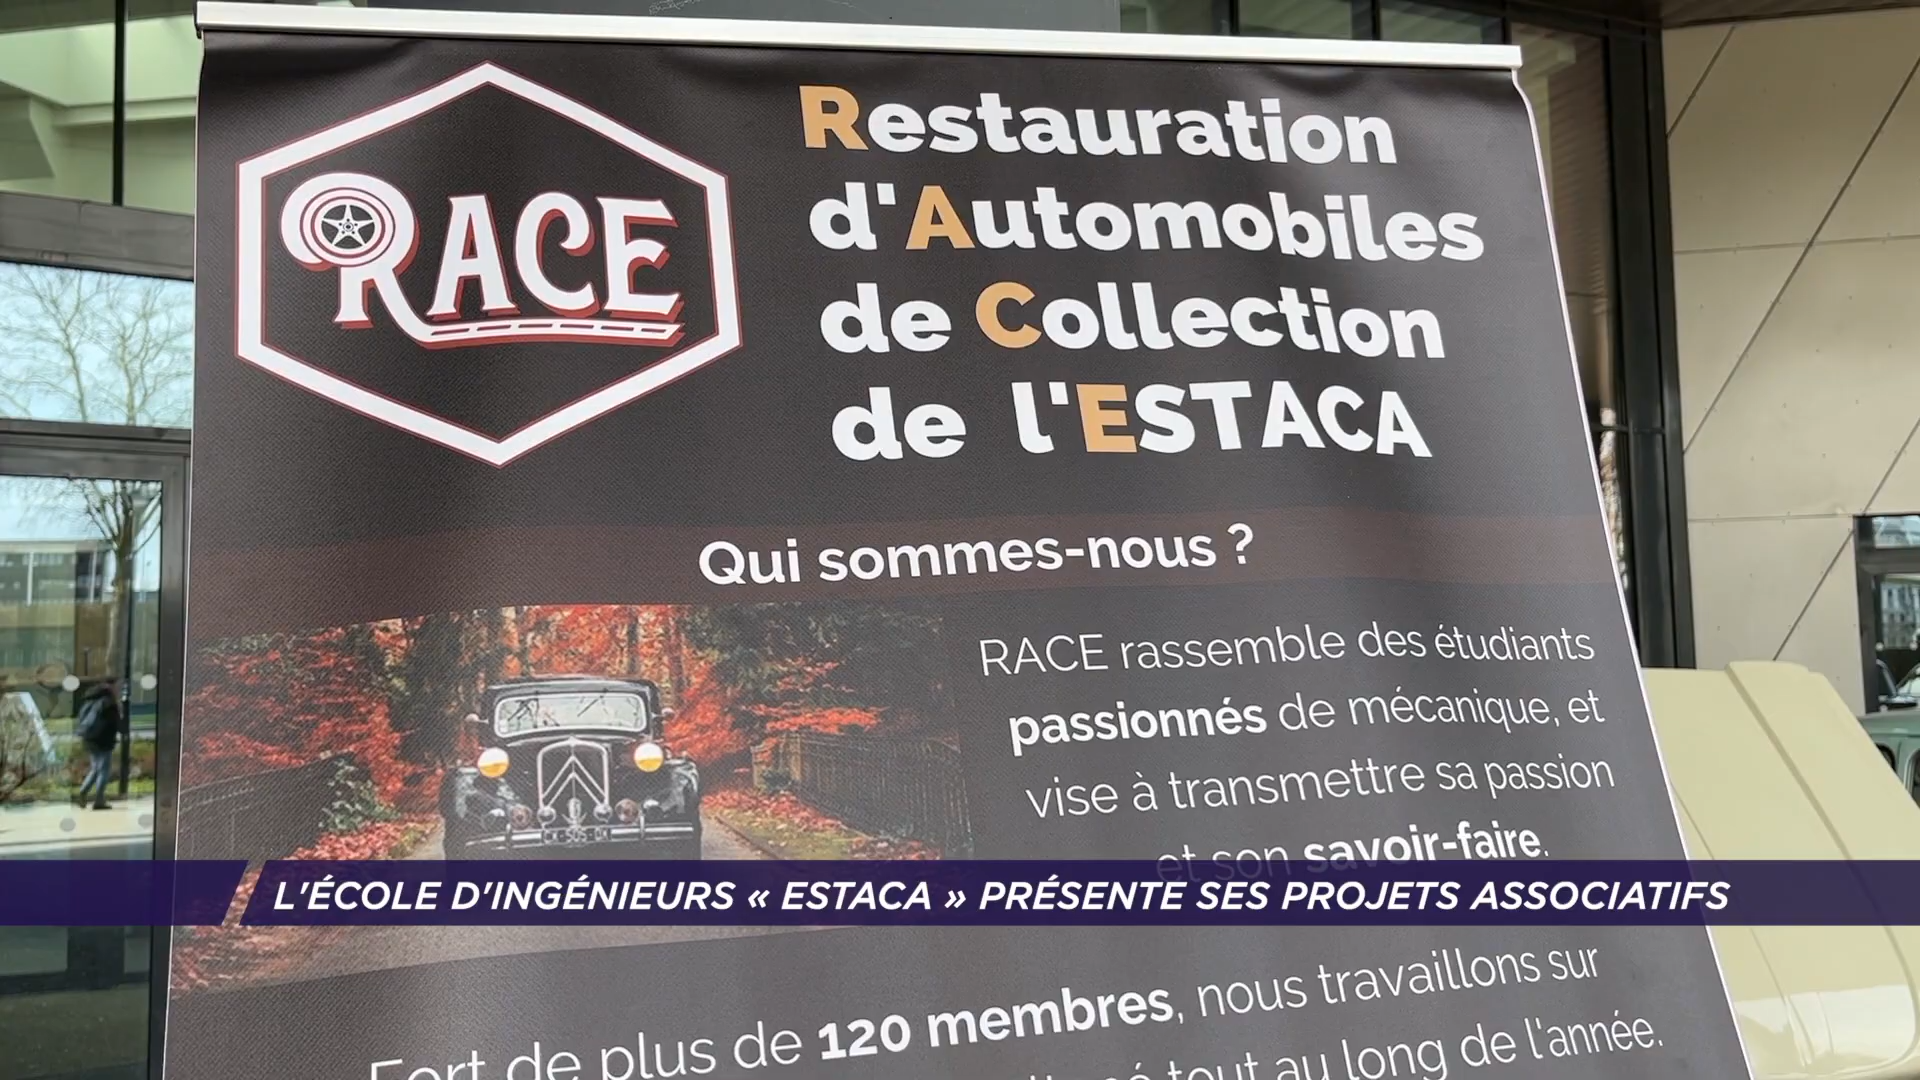 RACE
Restauration
d'Automobiles
de Collection
de l'ESTACA
Qui sommes-nous ?
RACE rassemble des étudiants
passionnés de mécanique, et
vise à transmettre sa passion
et son savoir-faire.
L'ÉCOLE D'INGÉNIEURS « ESTACA » PRÉSENTE SES PROJETS ASSOCIATIFS
Fort de plus de 120 membres, nous travaillons sur
tout au long de l'année.